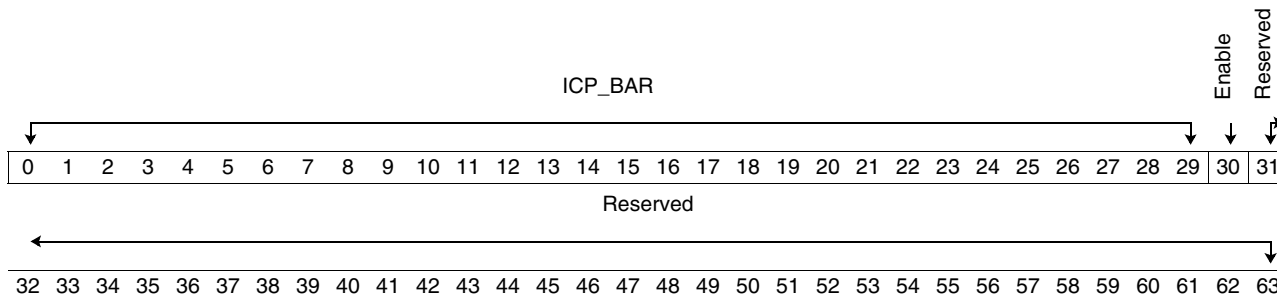 Enable
Reserved
ICP_BAR
0 1 2 3 4 5 6 7 8 9 10 11 12 13 14 15 16 17 18 19 20 21 22 23 24 25 26 27 28 29 30 31
Reserved
32 33 34 35 36 37 38 39 40 41 42 43 44 45 46 47 48 49 50 51 52 53 54 55 56 57 58 59 60 61 62 63